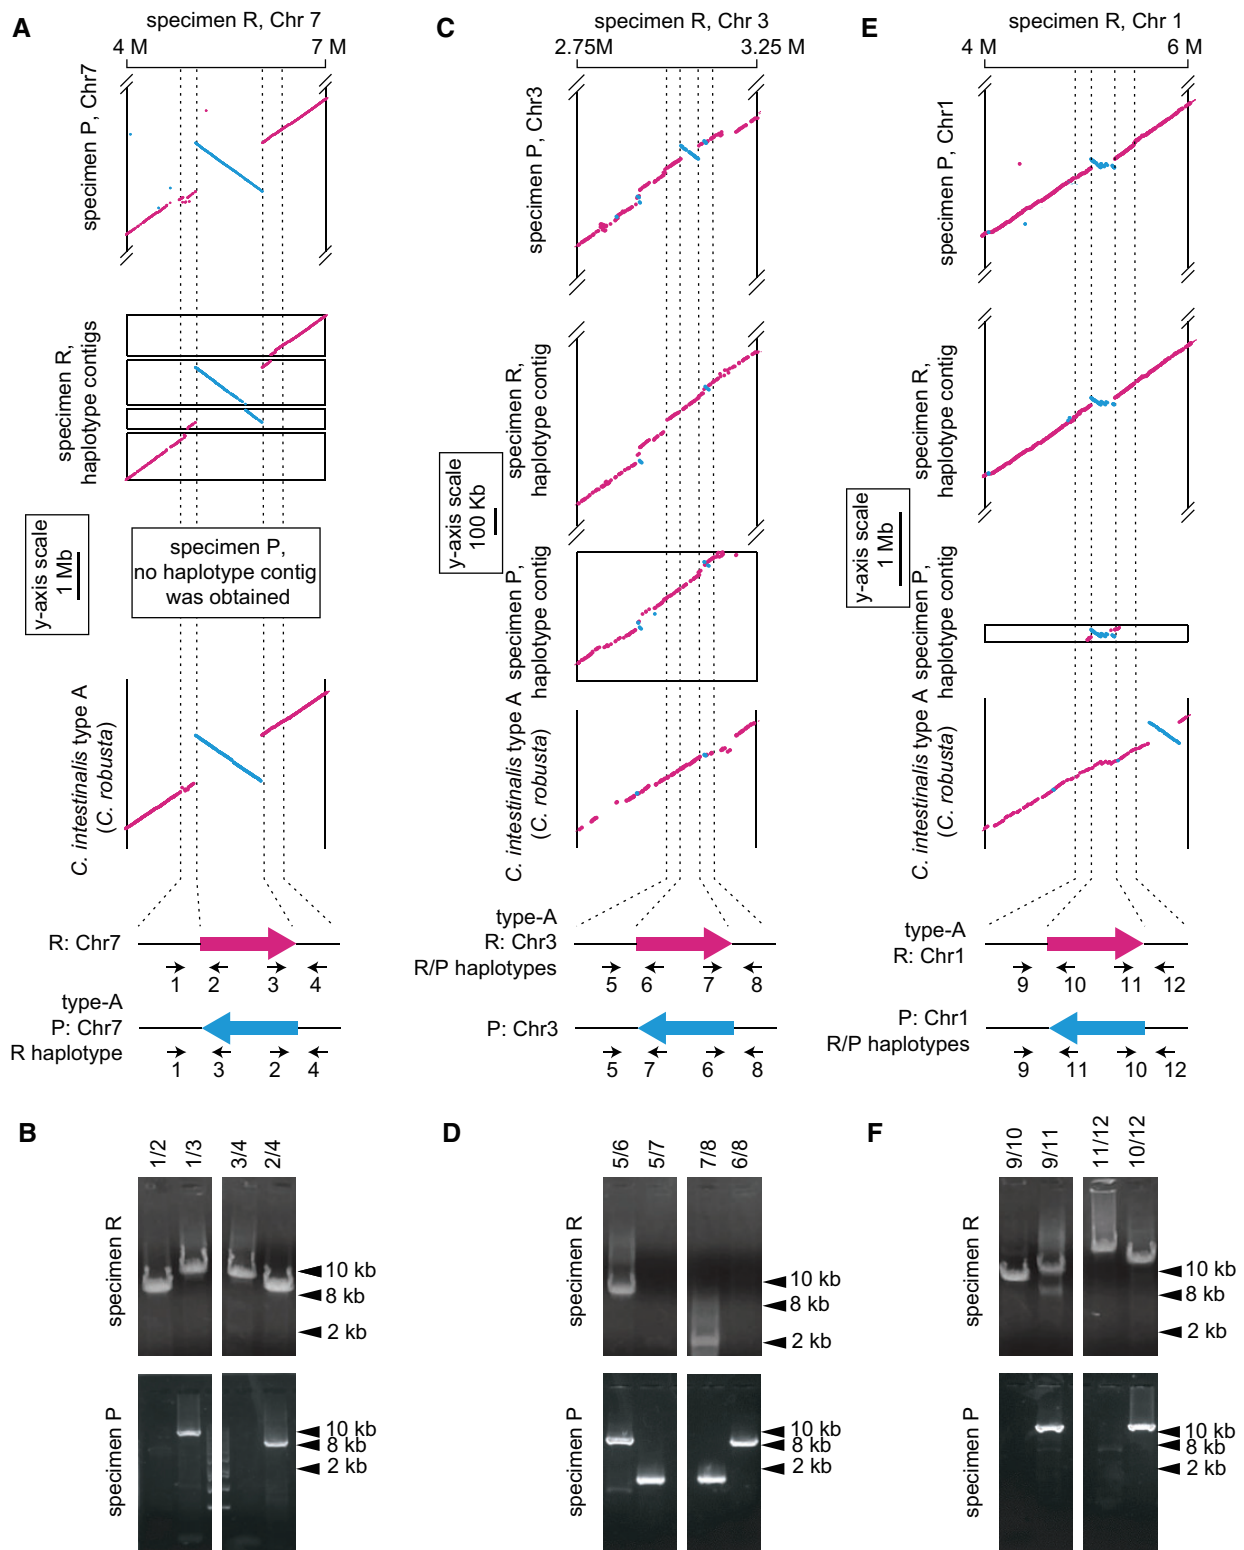 A
specimen R, Chr 7
4 M
7 M
specimen P, Chr7
specimen R,
haplotype contigs
y-axis scale
1 Mb
specimen P,
no haplotype contig
was obtained
C. intestinalis type A
(C. robusta)
R: Chr7
1
2
3
4
type-A
P: Chr7
R haplotype
1
3
2
4
B
1/2
1/3
3/4
2/4
specimen R
10 kb
8 kb
2 kb
specimen P
10 kb
8 kb
2 kb
C
specimen R, Chr 3
2.75M
3.25 M
specimen P, Chr3
specimen R,
haplotype contig
y-axis scale
100 Kb
specimen P,
haplotype contig
C. intestinalis type A
(C. robusta)
type-A
R: Chr3
R/P haplotypes
5
6
7
8
P: Chr3
5
7
6
8
D
5/6
5/7
7/8
6/8
specimen R
10 kb
8 kb
2 kb
specimen P
10 kb
8 kb
2 kb
E
specimen R, Chr 1
4 M
6 M
specimen P, Chr1
specimen R,
haplotype contig
y-axis scale
1 Mb
specimen P,
haplotype contig
C. intestinalis type A
(C. robusta)
type-A
R: Chr1
9
10
11
12
P: Chr1
R/P haplotypes
9
11
10
12
F
9/10
9/11
11/12
10/12
specimen R
10 kb
8 kb
2 kb
specimen P
10 kb
8 kb
2 kb